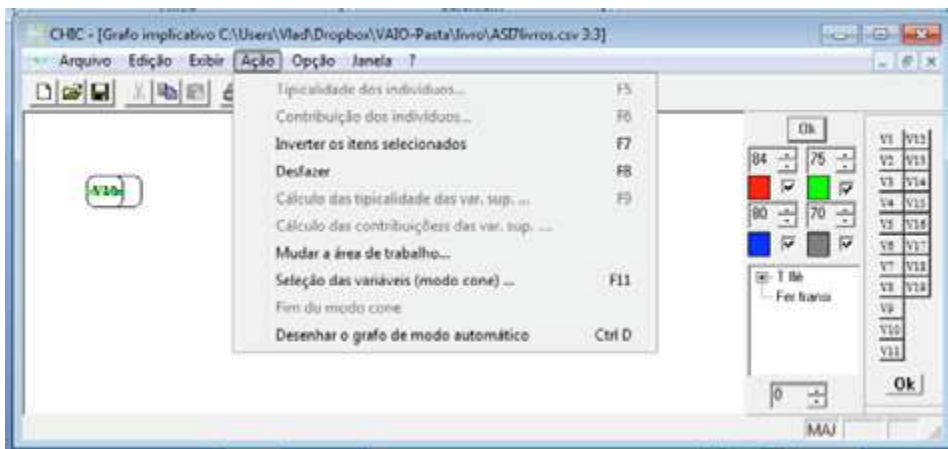 CHIC - [Grafo implicativo C:\Users\Vlad\Dropbox\VAIO-Pasta\livro\ASI7livros.csv 3.3]
Arquivo Edição Exibir Ação Opção Janela ?
Tipicalidade dos indivíduos... F5
Contribuição dos indivíduos... F6
Inverter os itens selecionados F7
Desfazer F8
Cálculo das tipicalidade das var. sup. ... F9
Cálculo das contribuições das var. sup. ...
Mudar a área de trabalho...
Seleção das variáveis (modo cone) ... F11
Fim du modo cone
Desenhar o grafo de modo automático Ctrl D
Ok
84 75
80 70
Fer transi
0
V1 V12
V2 V13
V3 V14
V4 V15
V5 V16
V6 V17
V7 V18
V8 V19
V9
V10
V11
Ok
MAJ